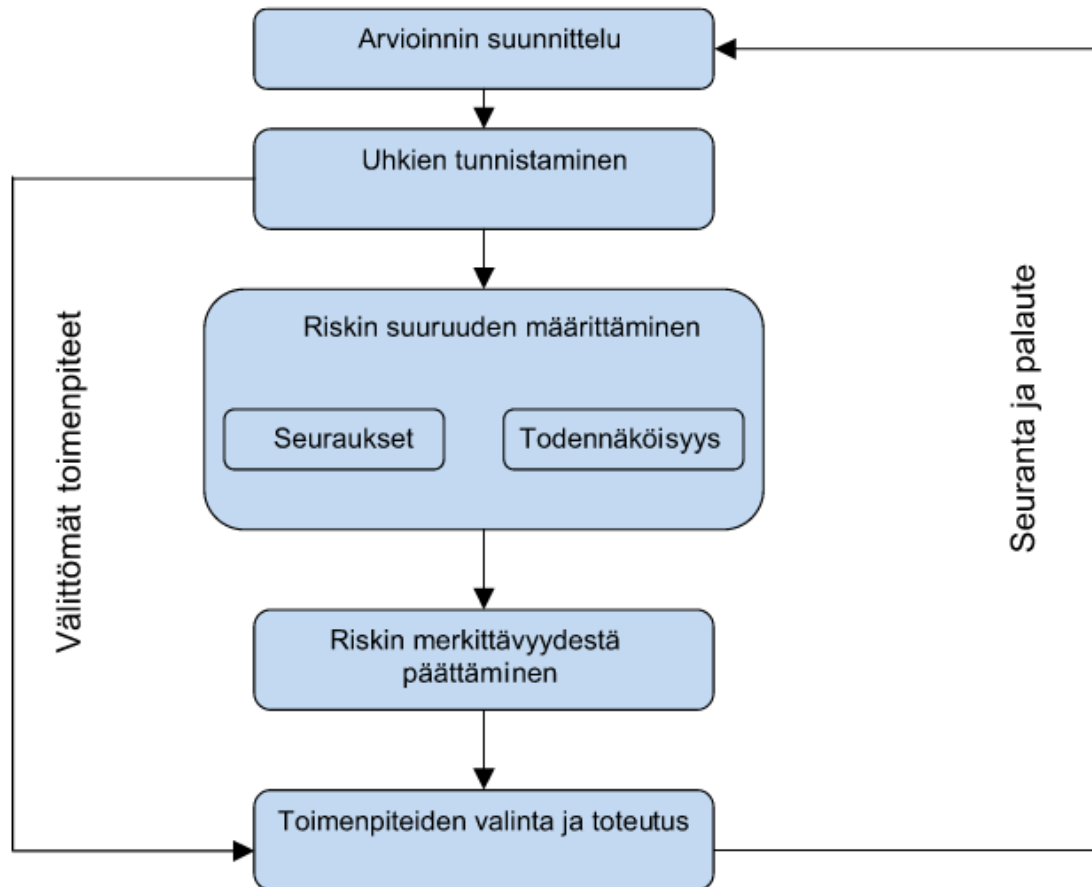 Arvioinnin suunnittelu
Uhkien tunnistaminen
Riskin suuruuden määrittäminen
Seuraukset
Todennäköisyys
Riskin merkittävyydestä
päättäminen
Toimenpiteiden valinta ja toteutus
Välittömät toimenpiteet
Seuranta ja palaute